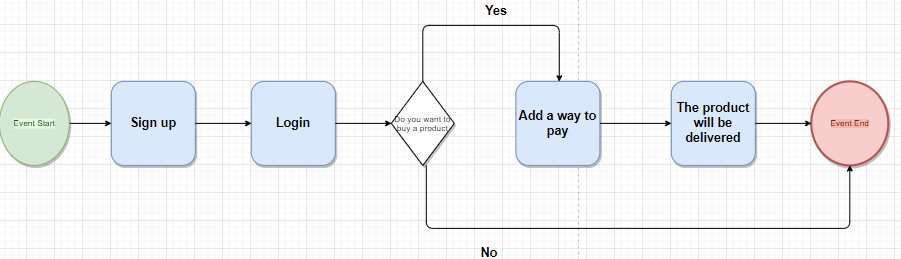 Yes
Event Start
Sign up
Login
Do you want to
buy a product
Add a way to
pay
The product
will be
delivered
Event End
No